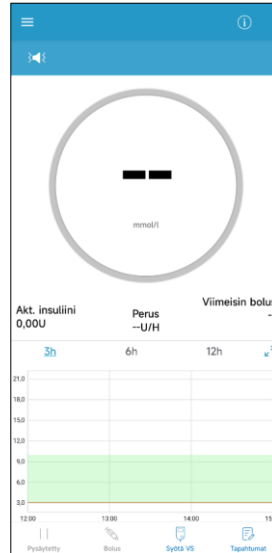 -- 
mmol/l
Akt. insuliini
0,00U
Perus
--U/H
Viimeisin bolus
-
3h 6h 12h
21,0
18,0
15,0
12,0
9,0
6,0
3,0
12:00 13:00 14:00 15
Pysäytetty Bolus Syötä VS Tapahtumat